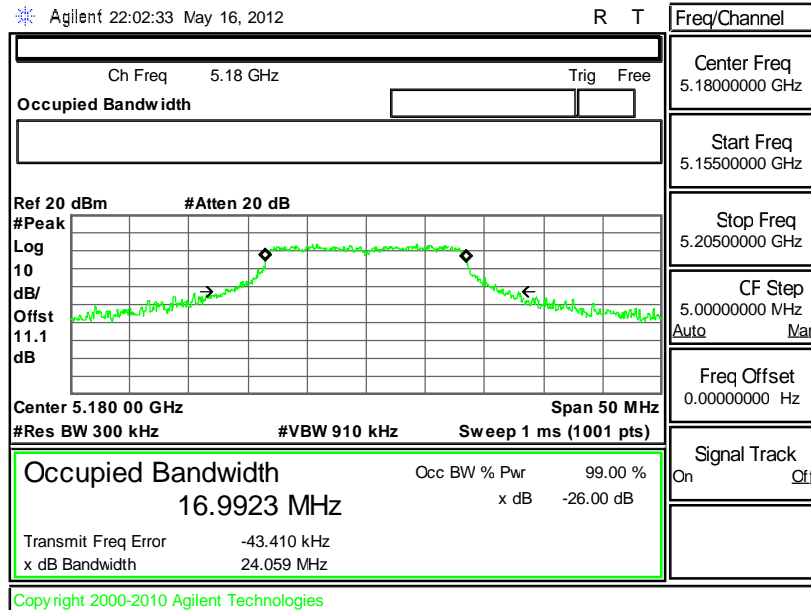 Agilent 22:02:33 May 16, 2012 R T
Freq/Channel
Center Freq
5.18000000 GHz
Start Freq
5.15500000 GHz
Stop Freq
5.20500000 GHz
CF Step
5.00000000 MHz
Auto Man
Freq Offset
0.00000000 Hz
Signal Track
On Off
Ch Freq 5.18 GHz Trig Free
Occupied Bandwidth
Ref 20 dBm #Atten 20 dB
#Peak
Log
10
dB/
Offst
11.1
dB
Center 5.180 00 GHz Span 50 MHz
#Res BW 300 kHz #VBW 910 kHz Sweep 1 ms (1001 pts)
Occupied Bandwidth Occ BW % Pwr 99.00 %
16.9923 MHz x dB -26.00 dB
Transmit Freq Error -43.410 kHz
x dB Bandwidth 24.059 MHz
Copyright 2000-2010 Agilent Technologies